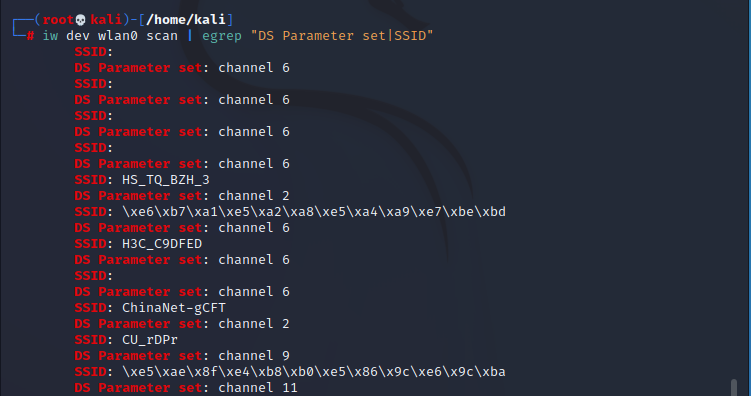 ┌──(root💀kali)-[/home/kali]
└─# iw dev wlan0 scan | egrep "DS Parameter set|SSID"
SSID:
DS Parameter set: channel 6
SSID:
DS Parameter set: channel 6
SSID:
DS Parameter set: channel 6
SSID:
DS Parameter set: channel 6
SSID: HS_TQ_BZH_3
DS Parameter set: channel 2
SSID: \xe6\xb7\xa1\xe5\xa2\xa8\xe5\xa4\xa9\xe7\xbe\xbd
DS Parameter set: channel 6
SSID: H3C_C9DFED
DS Parameter set: channel 6
SSID:
DS Parameter set: channel 6
SSID: ChinaNet-gCFT
DS Parameter set: channel 2
SSID: CU_rDPr
DS Parameter set: channel 9
SSID: \xe5\xae\x8f\xe4\xb8\xb0\xe5\x86\x9c\xe6\x9c\xba
DS Parameter set: channel 11